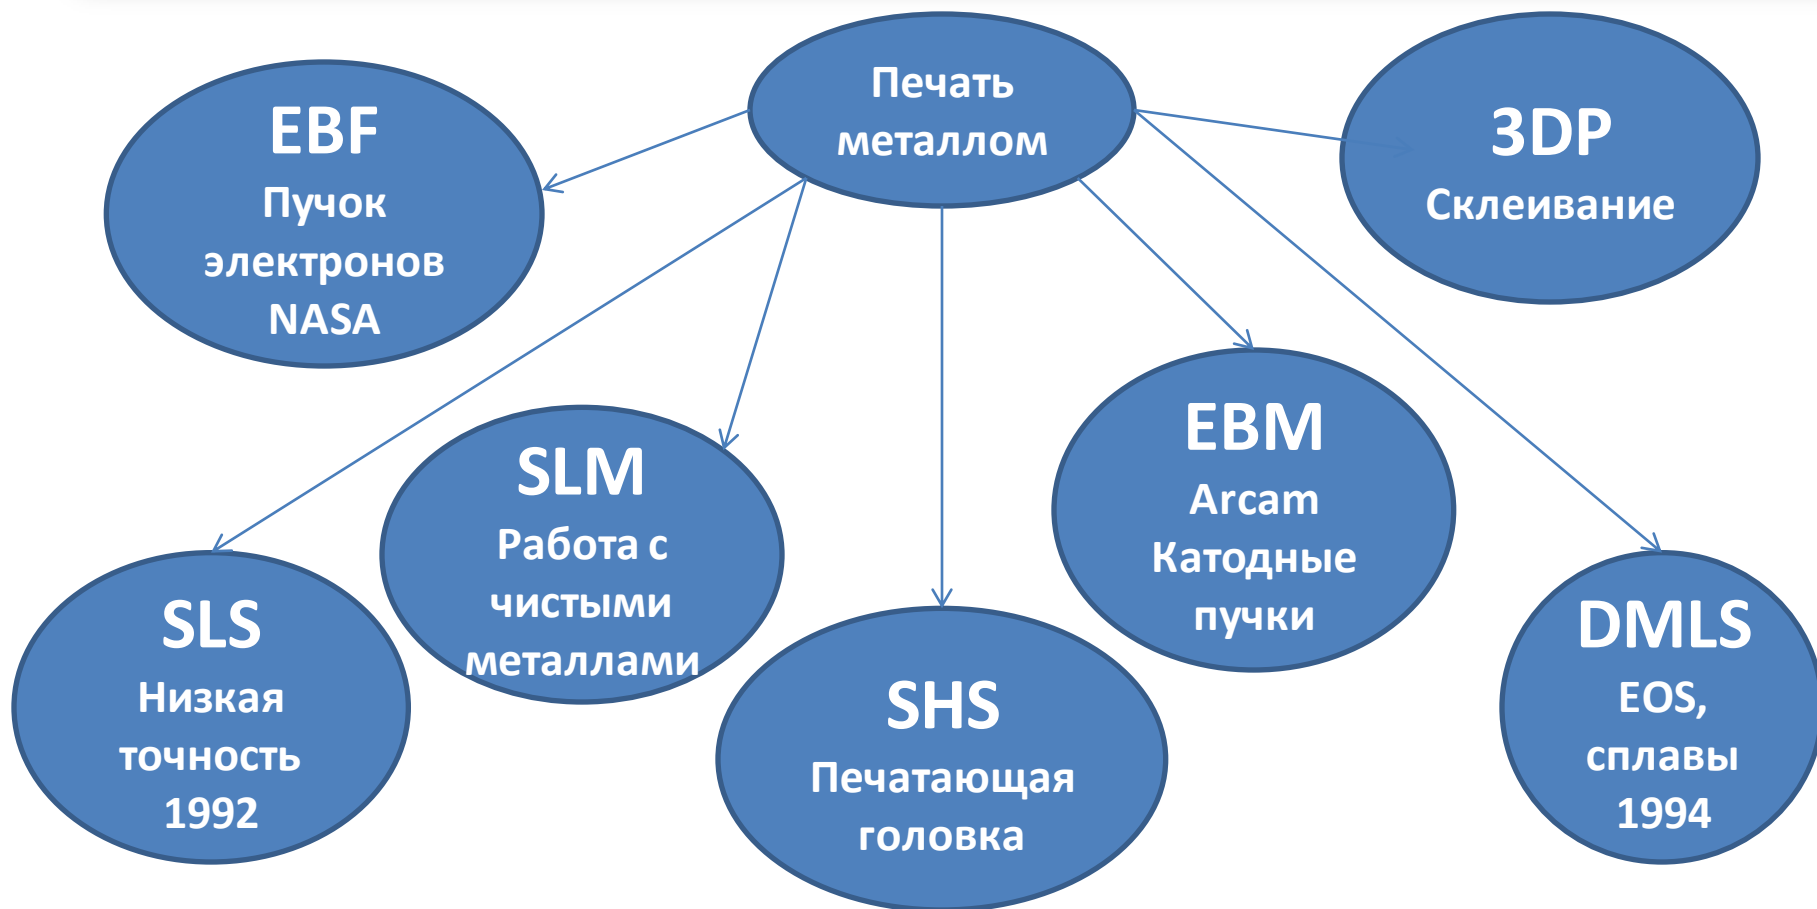 Печать
металлом
EBF
Пучок
электронов
NASA
3DP
Склеивание
SLM
Работа с
чистыми
металлами
EBM
Arcam
Катодные
пучки
SLS
Низкая
точность
1992
SHS
Печатающая
головка
DMLS
EOS,
сплавы
1994